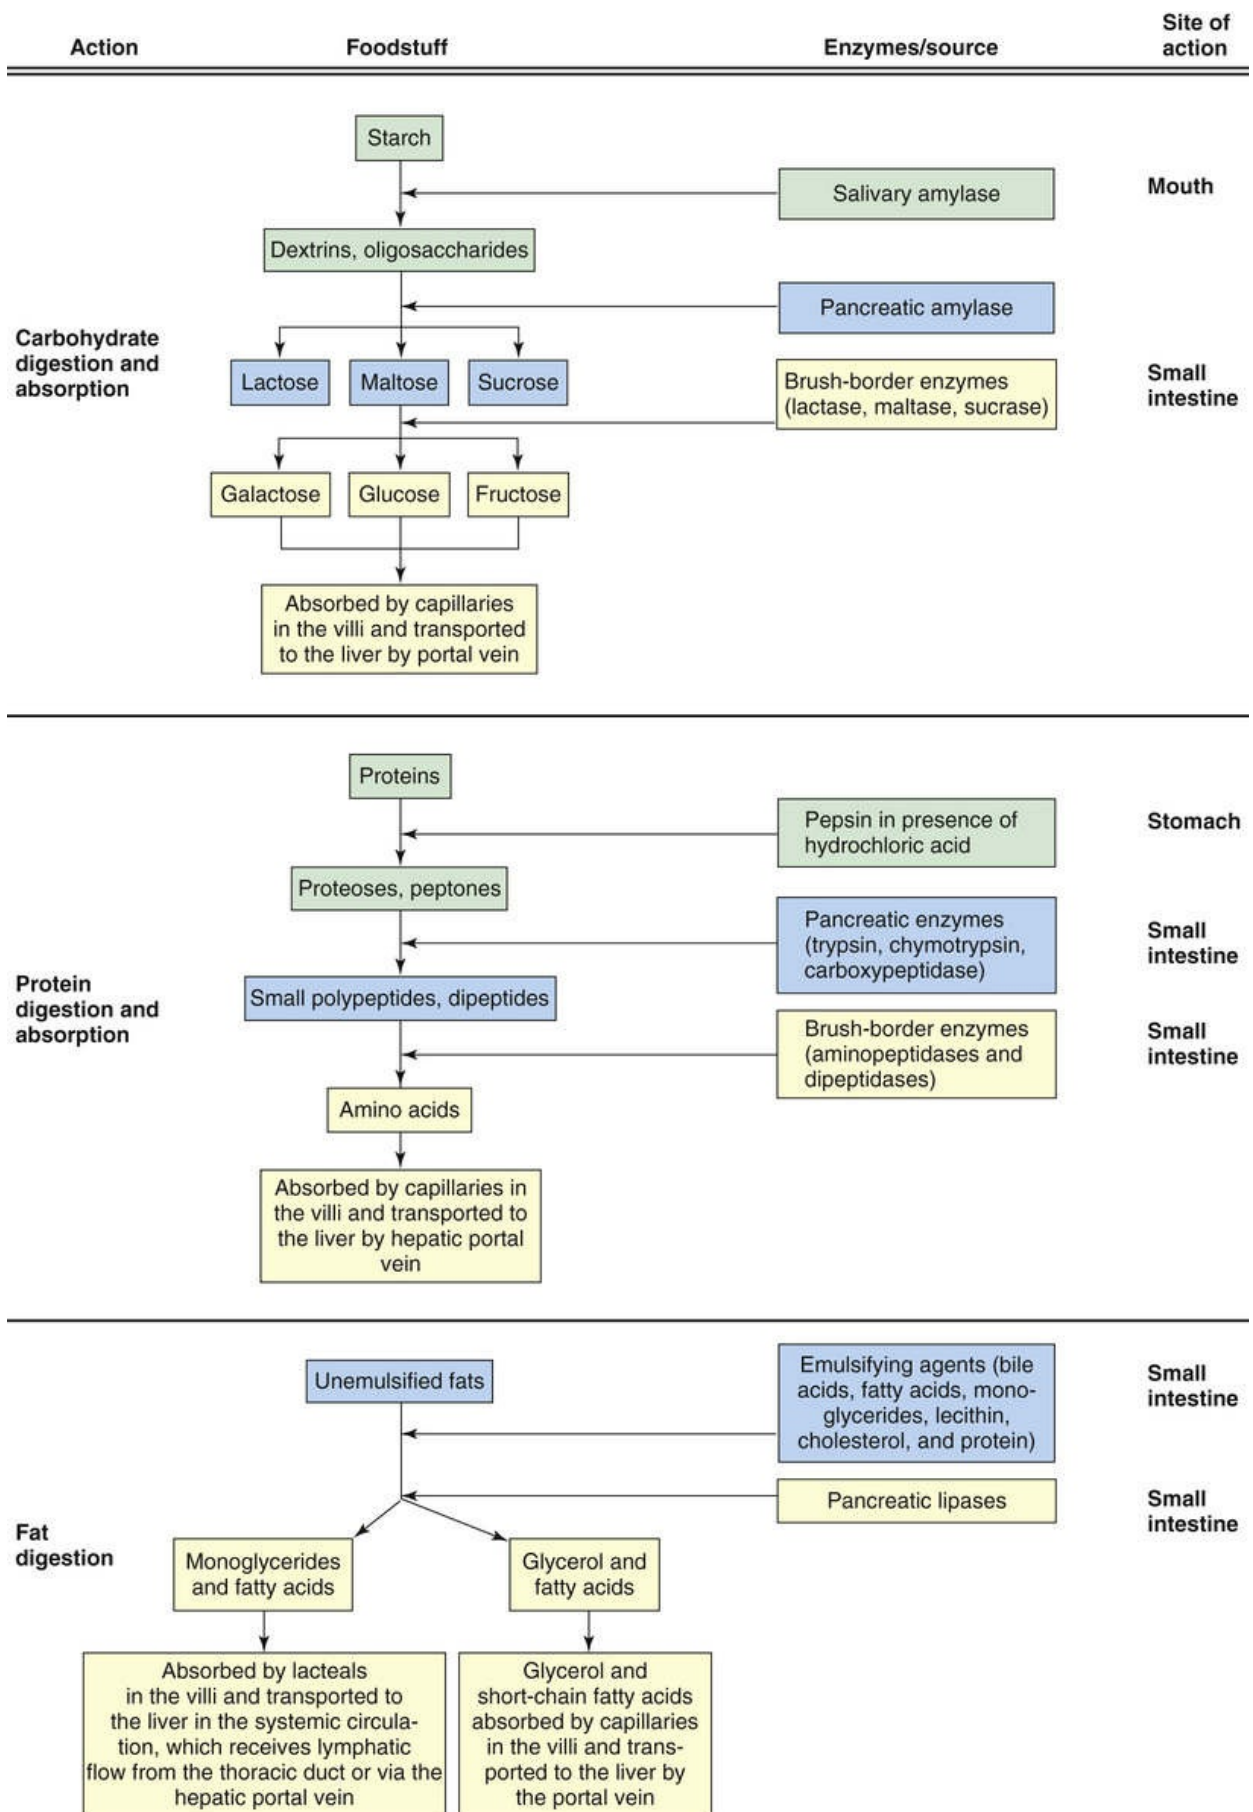 Action
Foodstuff
Enzymes/source
Site of
action
Starch
Salivary amylase
Mouth
Dextrins, oligosaccharides
Pancreatic amylase
Carbohydrate
digestion and
absorption
Lactose
Maltose
Sucrose
Brush-border enzymes
(lactase, maltase, sucrase)
Small
intestine
Galactose
Glucose
Fructose
Absorbed by capillaries
in the villi and transported
to the liver by portal vein
Proteins
Pepsin in presence of
hydrochloric acid
Stomach
Proteoses, peptones
Pancreatic enzymes
(trypsin, chymotrypsin,
carboxypeptidase)
Small
intestine
Protein
digestion and
absorption
Small polypeptides, dipeptides
Brush-border enzymes
(aminopeptidases and
dipeptidases)
Small
intestine
Amino acids
Absorbed by capillaries in
the villi and transported to
the liver by hepatic portal
vein
Unemulsified fats
Emulsifying agents (bile
acids, fatty acids, mono-
glycerides, lecithin,
cholesterol, and protein)
Small
intestine
Pancreatic lipases
Small
intestine
Fat
digestion
Monoglycerides
and fatty acids
Glycerol and
fatty acids
Absorbed by lacteals
in the villi and transported to
the liver in the systemic circula-
tion, which receives lymphatic
flow from the thoracic duct or via the
hepatic portal vein
Glycerol and
short-chain fatty acids
absorbed by capillaries
in the villi and trans-
ported to the liver by
the portal vein